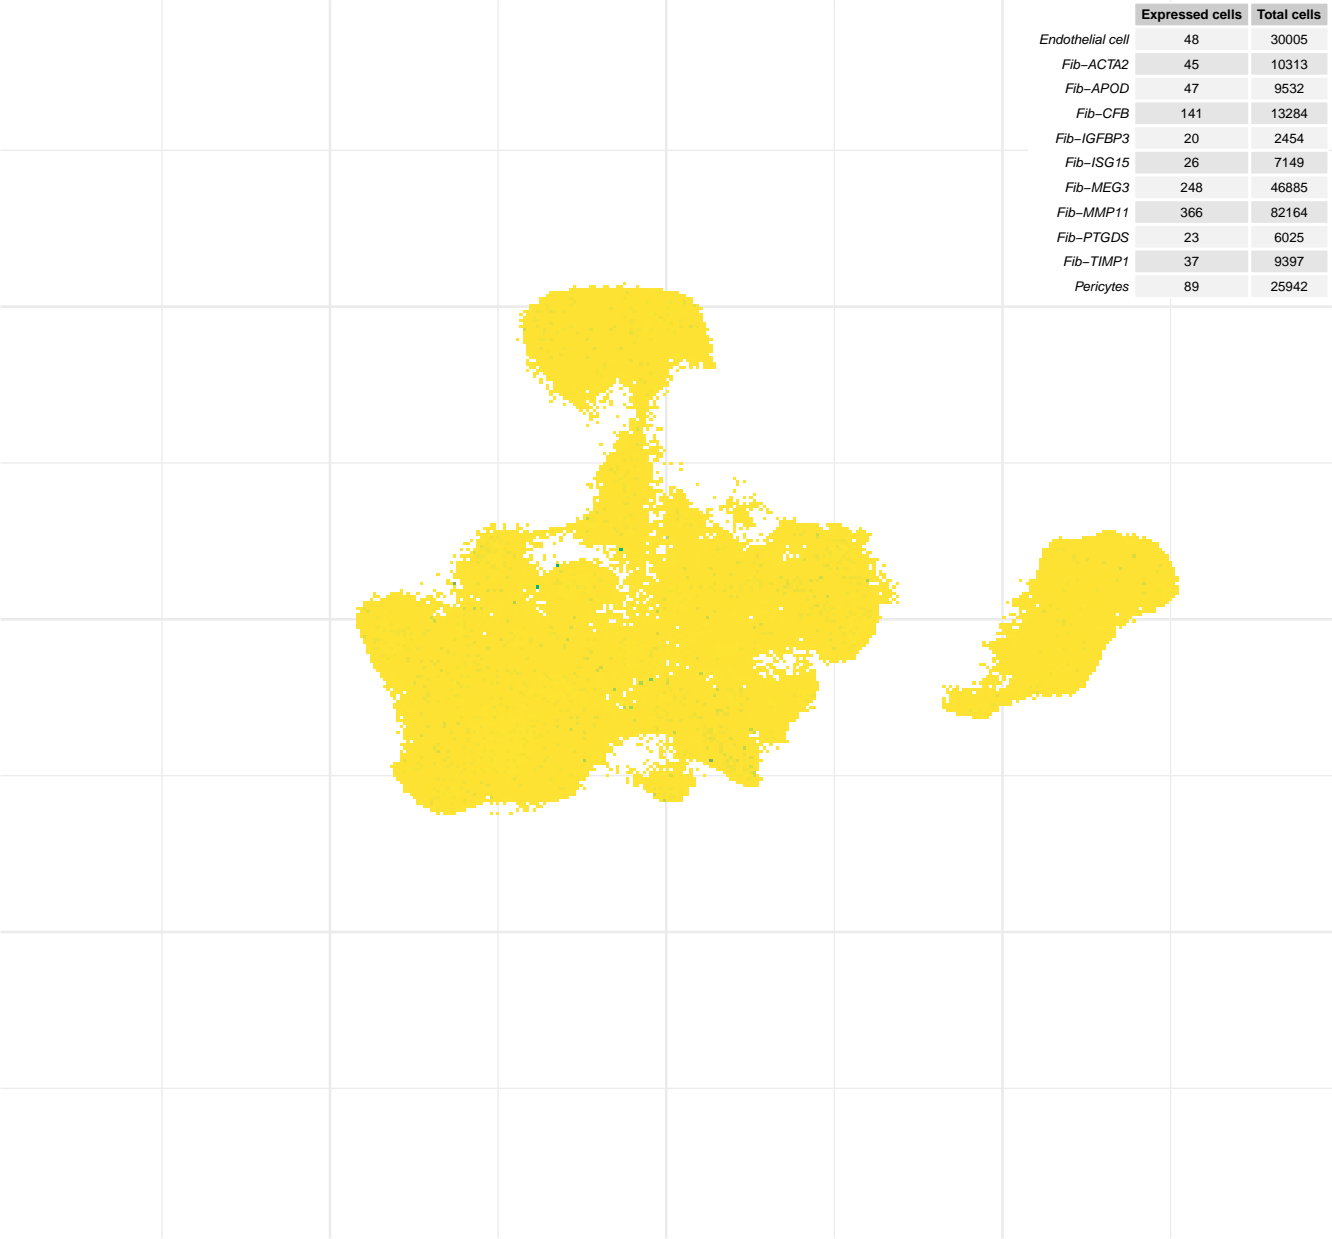 Expressed cells Total cells
Endothelial cell 48 30005
Fib−ACTA2 45 10313
Fib−APOD 47 9532
Fib−CFB 141 13284
Fib−IGFBP3 20 2454
Fib−ISG15 26 7149
Fib−MEG3 248 46885
Fib−MMP11 366 82164
Fib−PTGDS 23 6025
Fib−TIMP1 37 9397
Pericytes 89 25942